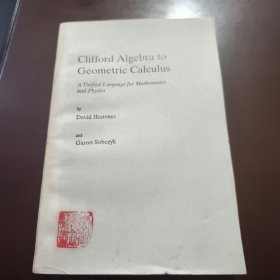 Clifford Algebra to
Geometric Calculus
A Unified Language for Mathematics
and Physics
by
David Hestenes
and
Garret Sobczyk